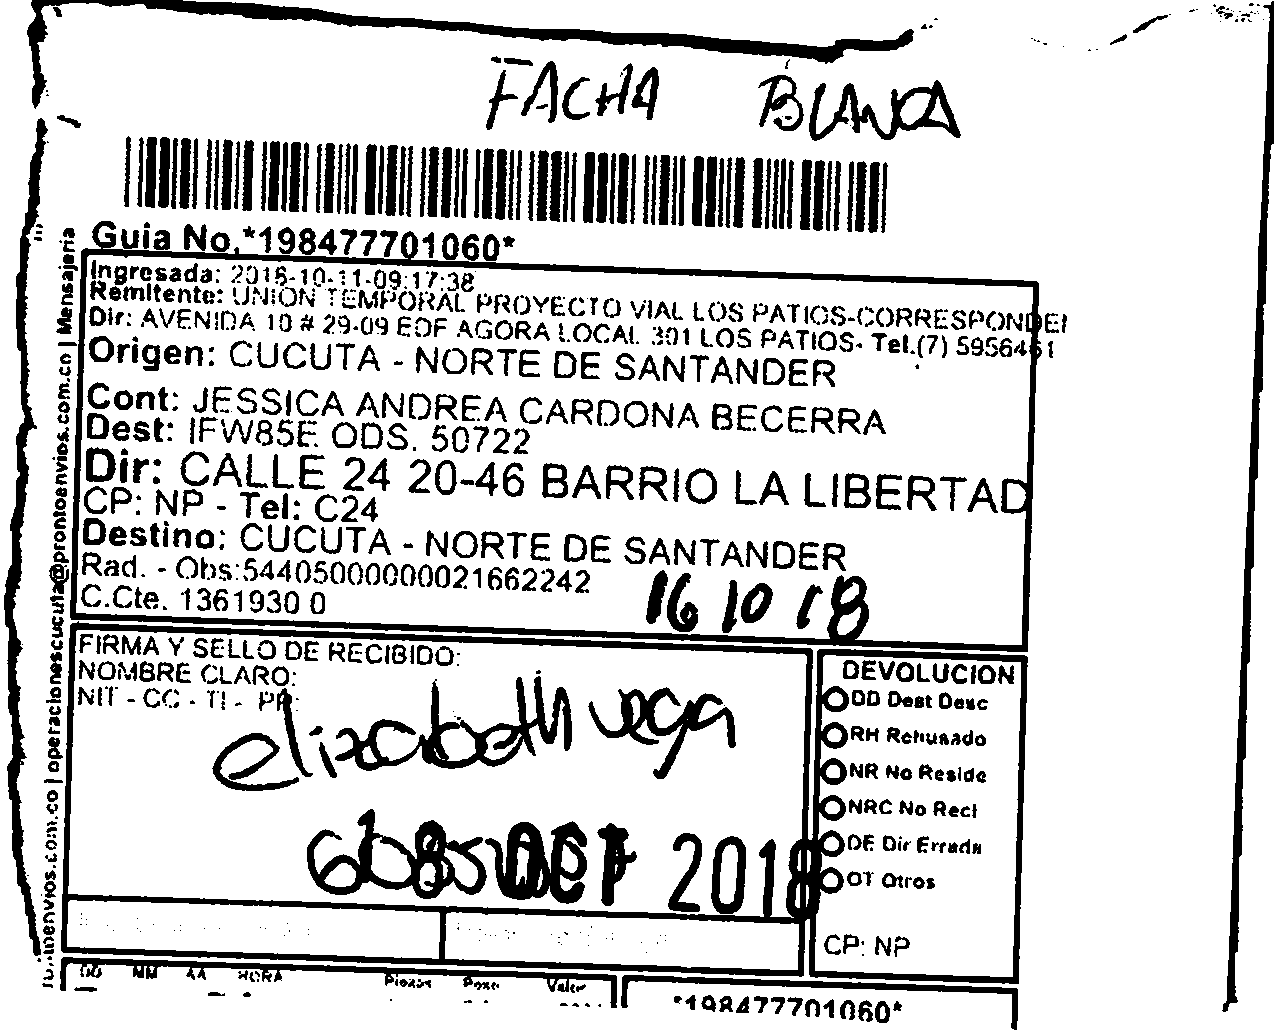 FACHA BLANCA
Guia No.*198477701060*
Ingresada: 2018-10-11-09:17:38
Remitente: UNION TEMPORAL PROYECTO VIAL LOS PATIOS-CORRESPONDEI
Dir: AVENIDA 10 # 29-09 EDF AGORA LOCAL 301 LOS PATIOS- Tel.(7) 5956461
Origen: CUCUTA - NORTE DE SANTANDER
Cont: JESSICA ANDREA CARDONA BECERRA
Dest: IFW85E ODS. 50722
Dir: CALLE 24 20-46 BARRIO LA LIBERTAD
CP: NP - Tel: C24
Destino: CUCUTA - NORTE DE SANTANDER
Rad. - Obs:54405000000021662242
C.Cte. 1361930 0
16 10 18
FIRMA Y SELLO DE RECIBIDO:
NOMBRE CLARO:
NIT - CC - TI - PP:
elizabeth vega
2018
DEVOLUCION
DD Dest Desc
RH Rehusado
NR No Reside
NRC No Recl
DE Dir Errada
OT Otros
CP: NP
DD MM AA HORA
Piezas Peso Valor
*198477701060*
operacionescucuta@prontoenvios.com.co | Mensajeria